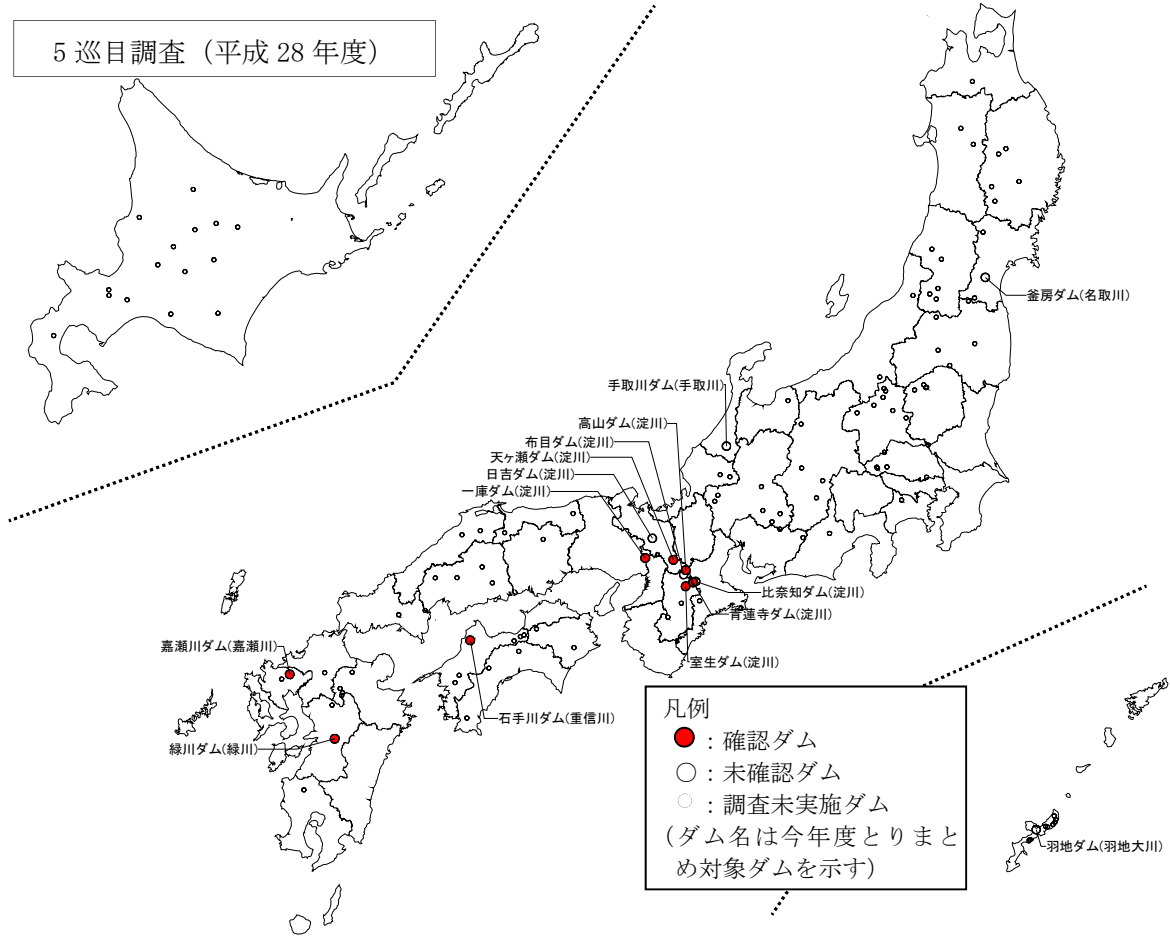 5 巡目調査（平成 28 年度）
釜房ダム(名取川)
手取川ダム(手取川)
高山ダム(淀川)
布目ダム(淀川)
天ヶ瀬ダム(淀川)
日吉ダム(淀川)
一庫ダム(淀川)
比奈知ダム(淀川)
青蓮寺ダム(淀川)
室生ダム(淀川)
嘉瀬川ダム(嘉瀬川)
石手川ダム(重信川)
緑川ダム(緑川)
凡例
：確認ダム
：未確認ダム
：調査未実施ダム
(ダム名は今年度とりまと
め対象ダムを示す)
羽地ダム(羽地大川)